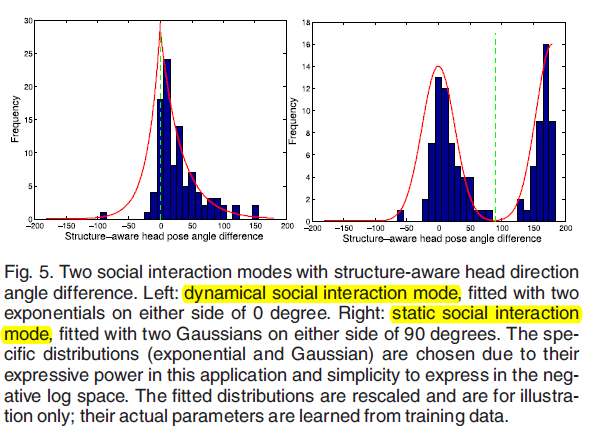 30
25
20
15
10
5
0
Frequency
−200 −150 −100 −50 0 50 100 150 200
Structure−aware head pose angle difference
18
16
14
12
10
8
6
4
2
0
Frequency
−200 −150 −100 −50 0 50 100 150 200
Structure−aware head pose angle difference
Fig. 5. Two social interaction modes with structure-aware head direction
angle difference. Left: dynamical social interaction mode, fitted with two
exponentials on either side of 0 degree. Right: static social interaction
mode, fitted with two Gaussians on either side of 90 degrees. The spe-
cific distributions (exponential and Gaussian) are chosen due to their
expressive power in this application and simplicity to express in the neg-
ative log space. The fitted distributions are rescaled and are for illustra-
tion only; their actual parameters are learned from training data.